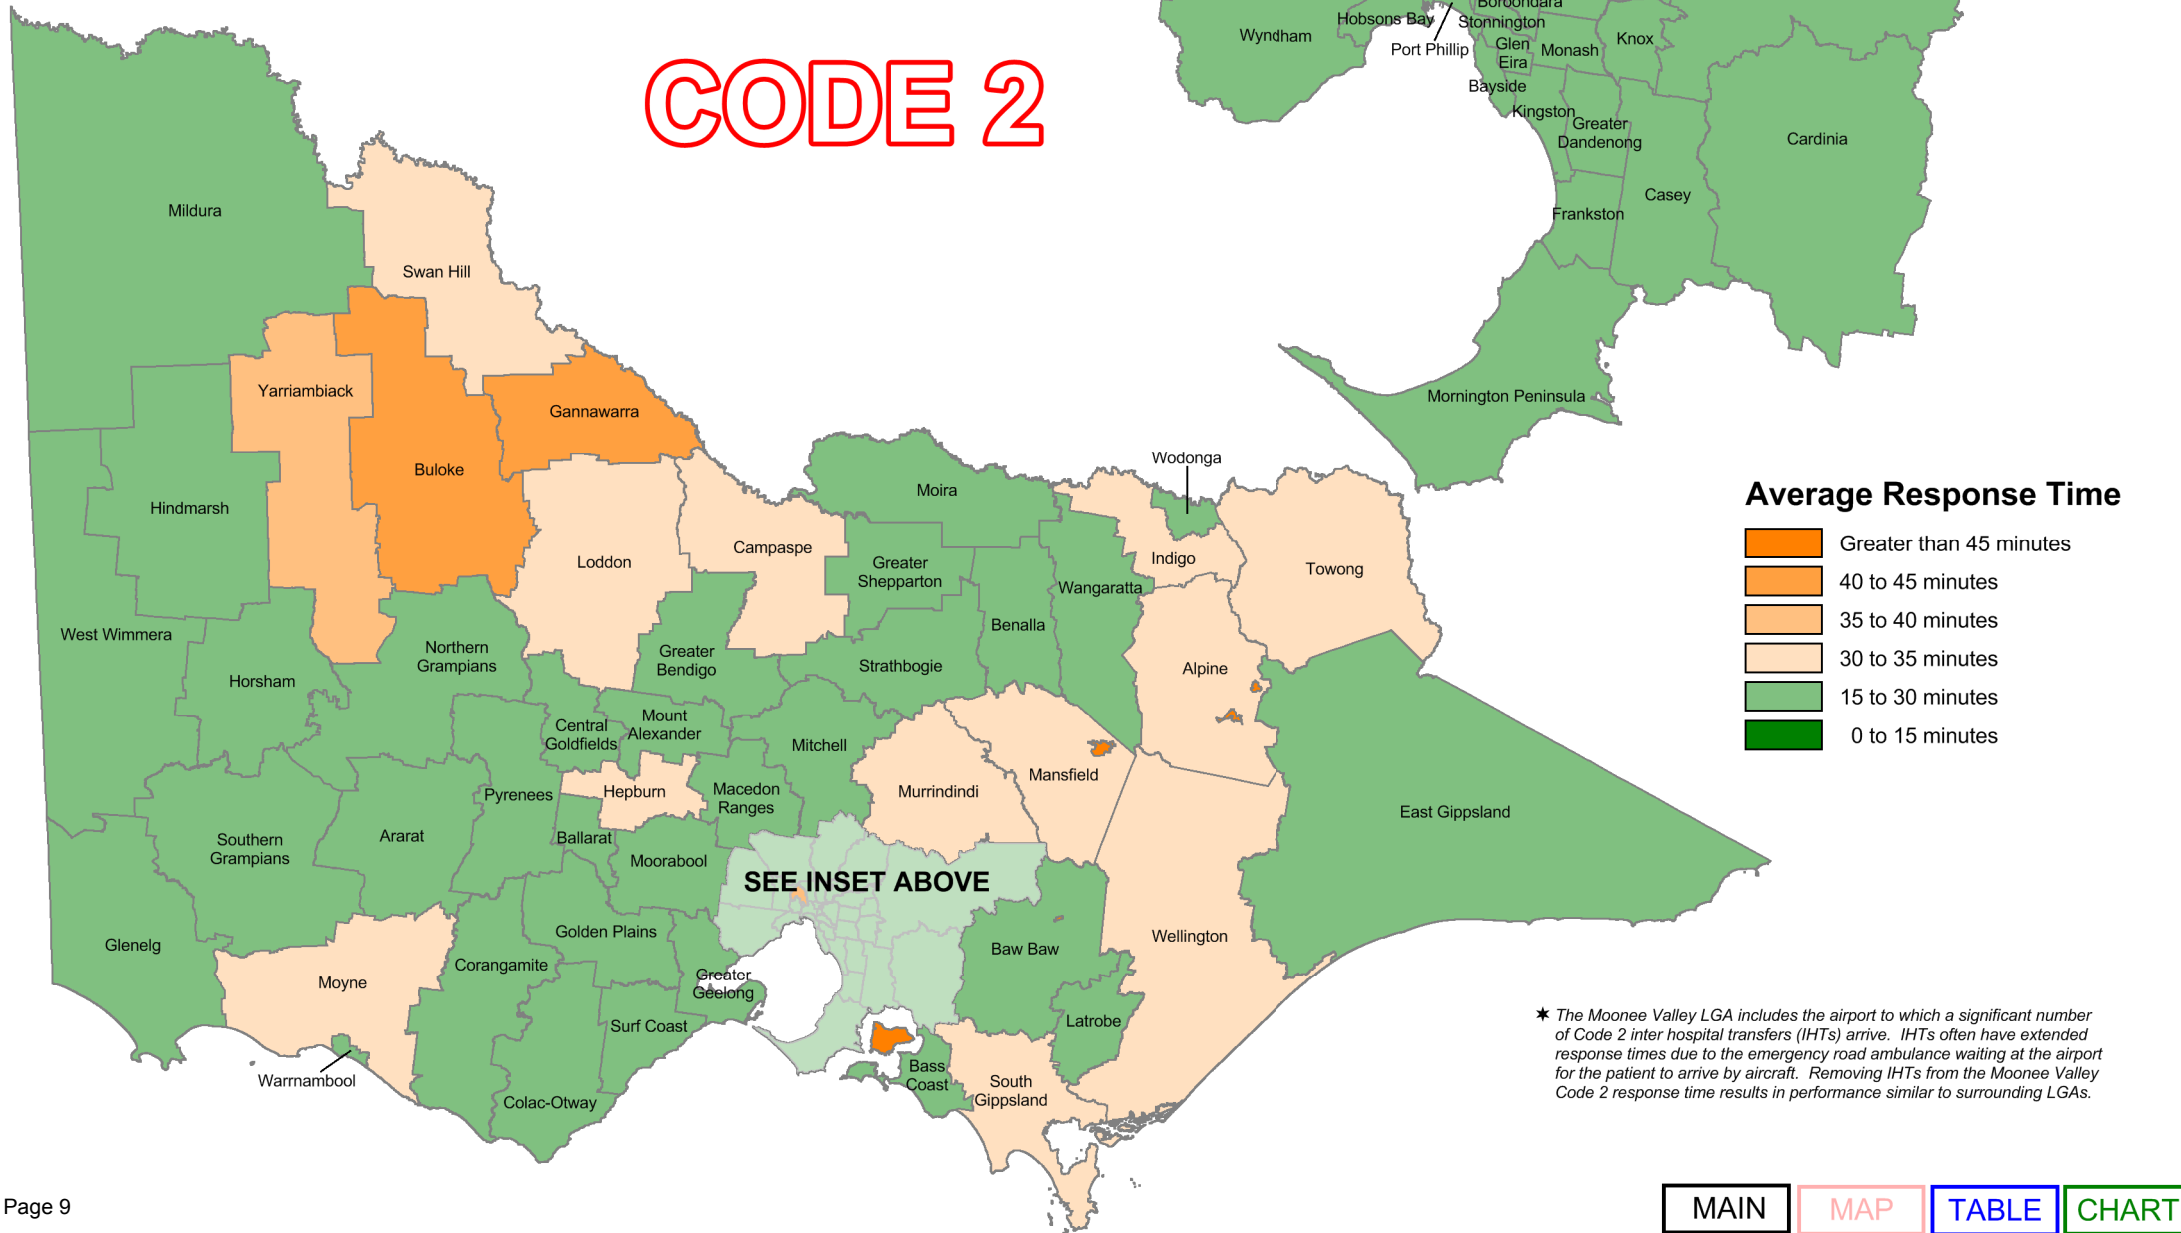 Boroondara
Hobsons Bay
Stonnington
Wyndham
Port Phillip
Glen
Eira
Monash
Knox
Bayside
Kingston
Greater
Dandenong
Cardinia
Casey
Frankston
Mornington Peninsula
CODE 2
Mildura
Swan Hill
Yarriambiack
Gannawarra
Buloke
Hindmarsh
Wodonga
Moira
Loddon
Campaspe
Greater
Shepparton
Indigo
Towong
Wangaratta
Benalla
West Wimmera
Northern
Grampians
Greater
Bendigo
Strathbogie
Alpine
Horsham
Central
Goldfields
Mount
Alexander
Mitchell
Mansfield
Pyrenees
Hepburn
Macedon
Ranges
Murrindindi
East Gippsland
Southern
Grampians
Ararat
Ballarat
Moorabool
SEE INSET ABOVE
Glenelg
Golden Plains
Baw Baw
Wellington
Moyne
Corangamite
Greater
Geelong
Surf Coast
Latrobe
Warrnambool
Colac-Otway
Bass
Coast
South
Gippsland
Average Response Time
Greater than 45 minutes
40 to 45 minutes
35 to 40 minutes
30 to 35 minutes
15 to 30 minutes
0 to 15 minutes
✶ The Moonee Valley LGA includes the airport to which a significant number
of Code 2 inter hospital transfers (IHTs) arrive. IHTs often have extended
response times due to the emergency road ambulance waiting at the airport
for the patient to arrive by aircraft. Removing IHTs from the Moonee Valley
Code 2 response time results in performance similar to surrounding LGAs.
Page 9
MAIN
MAP
TABLE
CHART